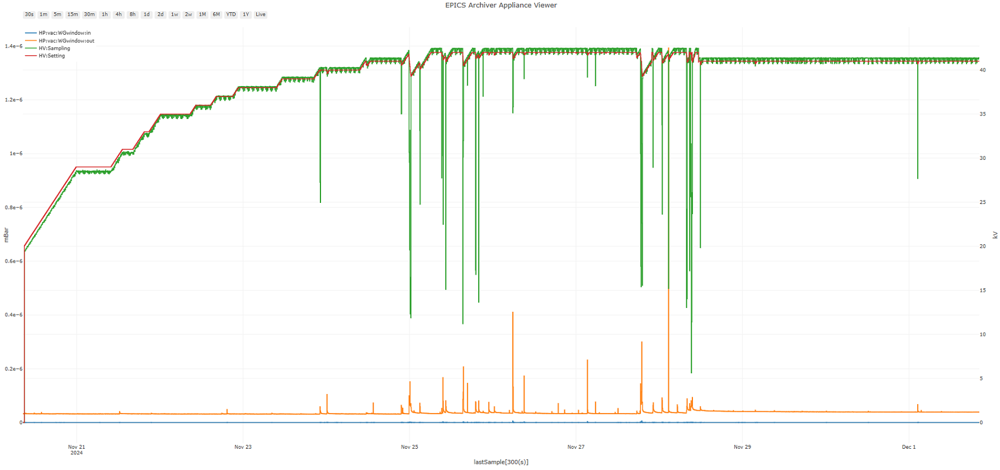 EPICS Archiver Appliance Viewer
30s 1m 5m 15m 30m 1h 4h 8h 1d 2d 1w 2w 1M 6M YTD 1Y Live
HP:vac:WGwindow:in
HP:vac:WGwindow:out
HV:Sampling
HV:Setting
1.4e−6
1.2e−6
1e−6
0.8e−6
0.6e−6
0.4e−6
0.2e−6
0
mBar
40
35
30
25
20
15
10
5
0
kV
Nov 21
2024
Nov 23
Nov 25
Nov 27
Nov 29
Dec 1
lastSample[300(s)]